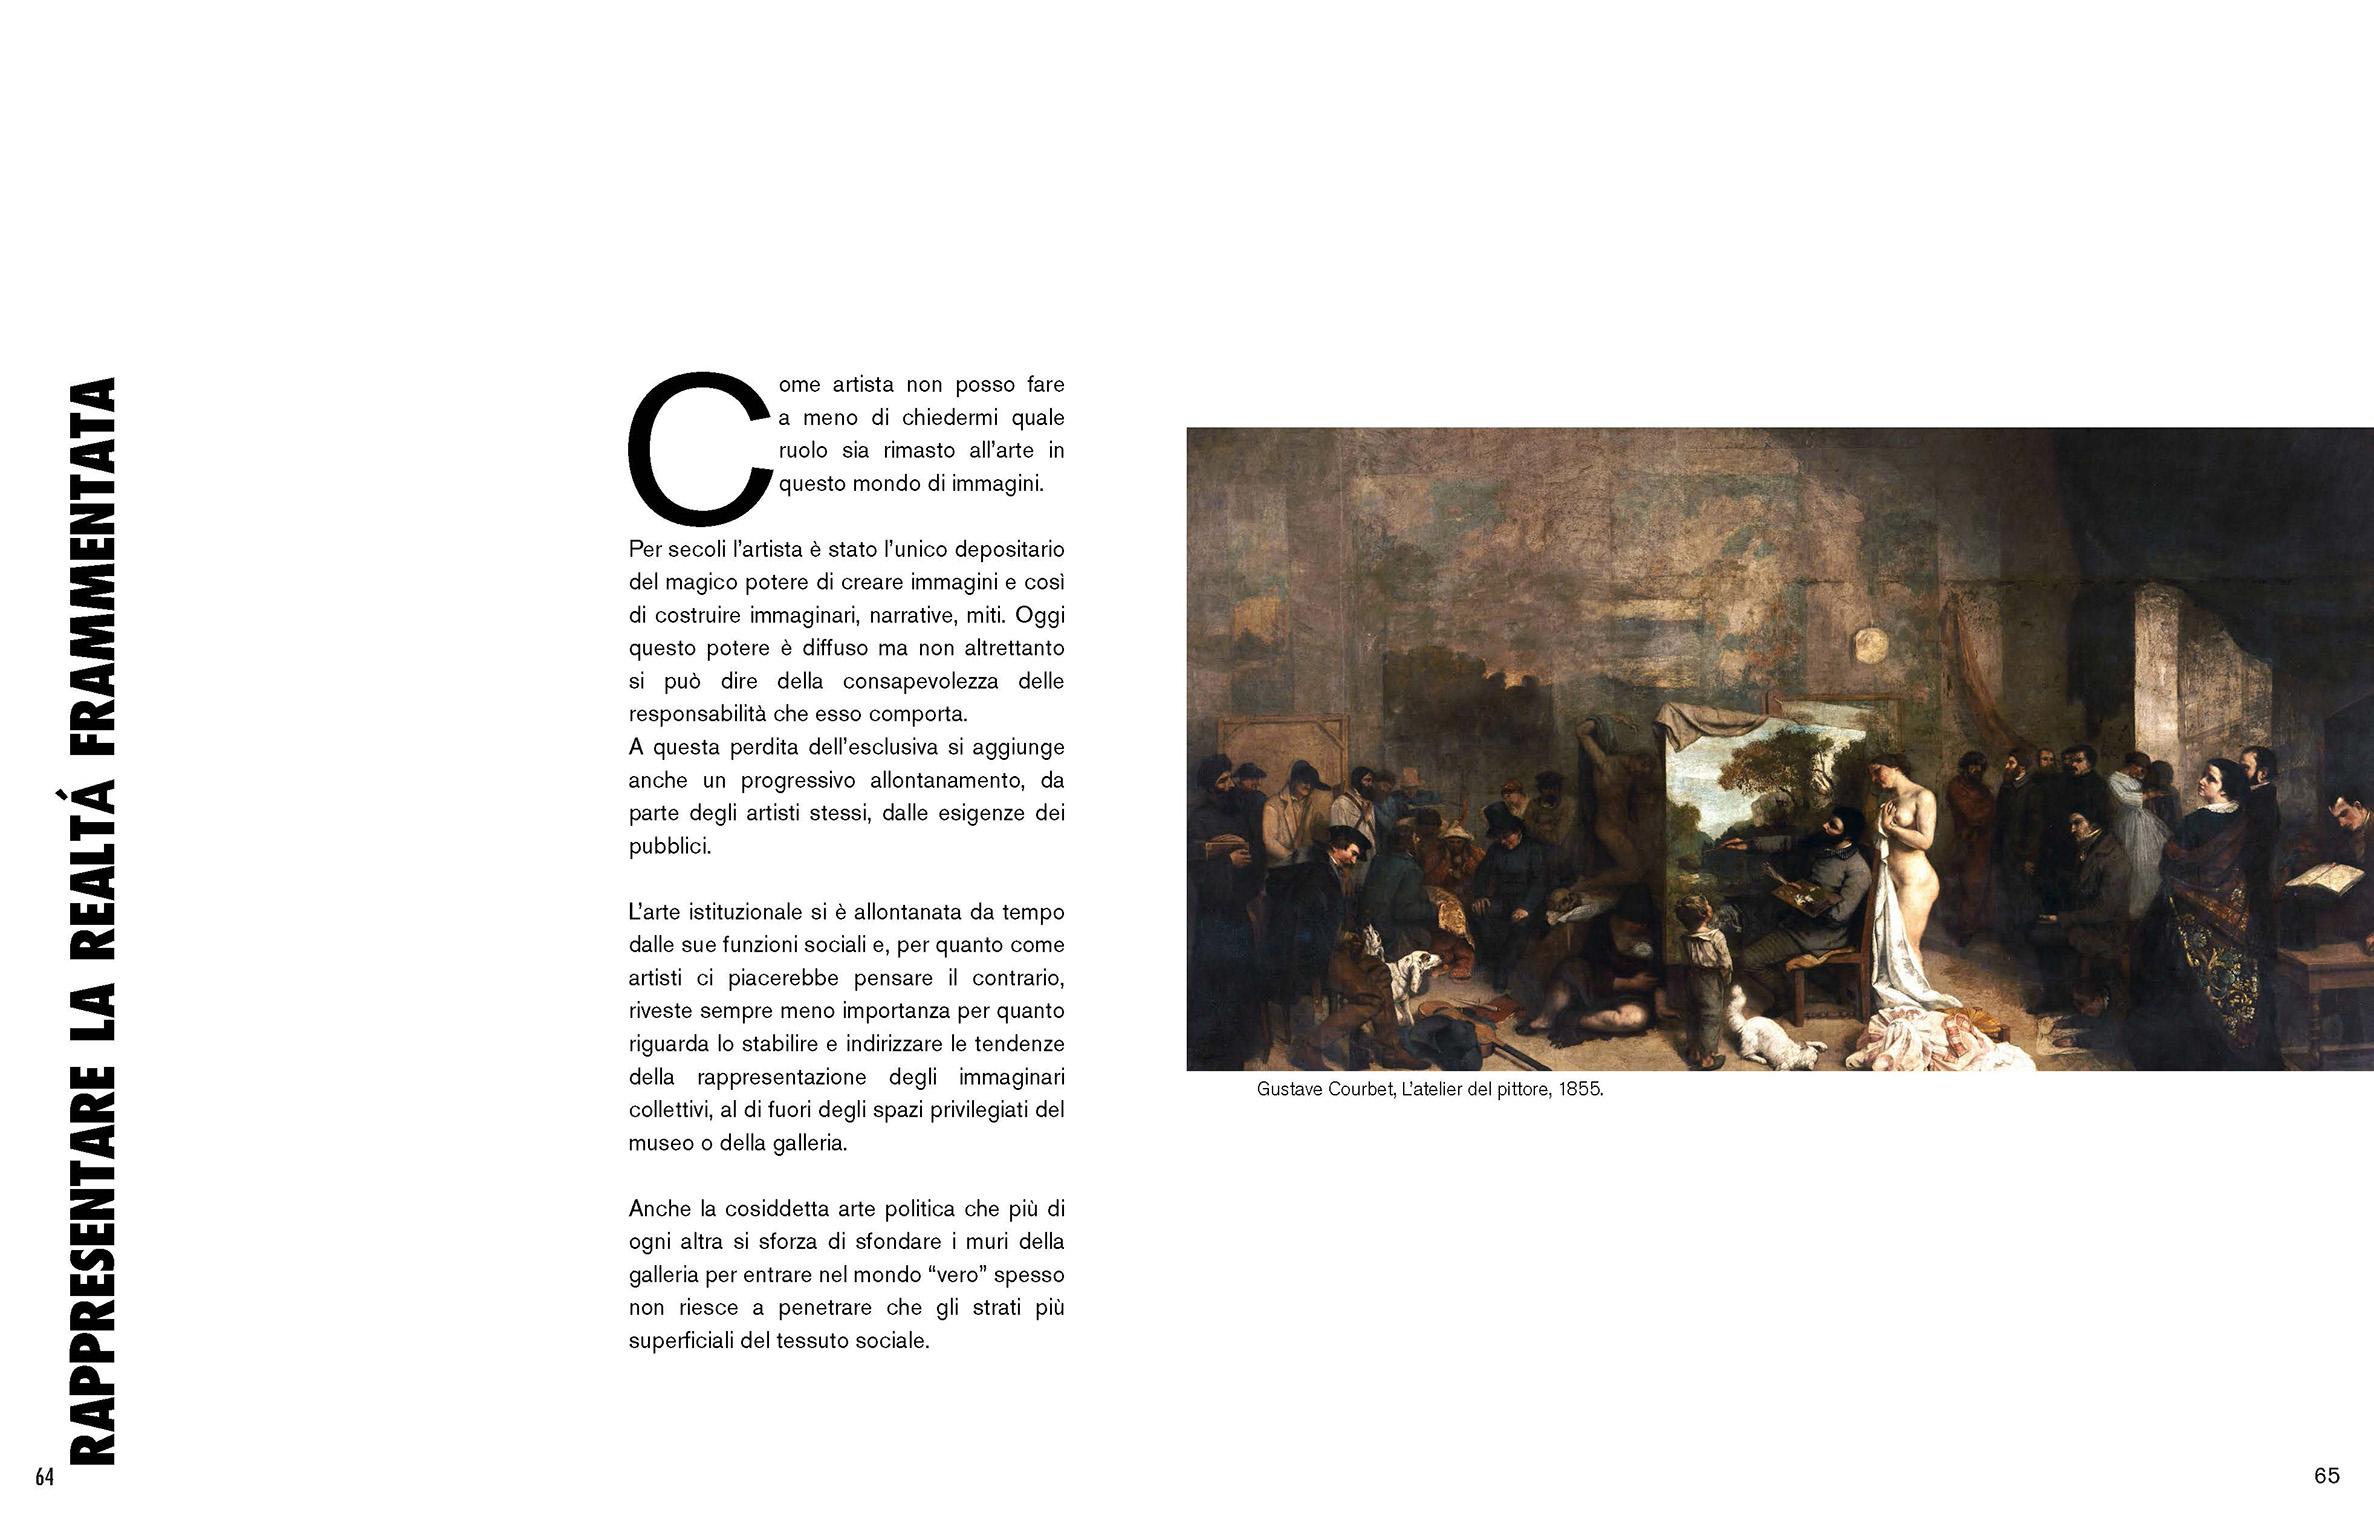 RAPPRESENTARE LA REALTÁ FRAMMENTATA
Come artista non posso fare
a meno di chiedermi quale
ruolo sia rimasto all’arte in
questo mondo di immagini.
Per secoli l’artista è stato l’unico depositario
del magico potere di creare immagini e così
di costruire immaginari, narrative, miti. Oggi
questo potere è diffuso ma non altrettanto
si può dire della consapevolezza delle
responsabilità che esso comporta.
A questa perdita dell’esclusiva si aggiunge
anche un progressivo allontanamento, da
parte degli artisti stessi, dalle esigenze dei
pubblici.
L’arte istituzionale si è allontanata da tempo
dalle sue funzioni sociali e, per quanto come
artisti ci piacerebbe pensare il contrario,
riveste sempre meno importanza per quanto
riguarda lo stabilire e indirizzare le tendenze
della rappresentazione degli immaginari
collettivi, al di fuori degli spazi privilegiati del
museo o della galleria.
Anche la cosiddetta arte politica che più di
ogni altra si sforza di sfondare i muri della
galleria per entrare nel mondo “vero” spesso
non riesce a penetrare che gli strati più
superficiali del tessuto sociale.
64
Gustave Courbet, L’atelier del pittore, 1855.
65